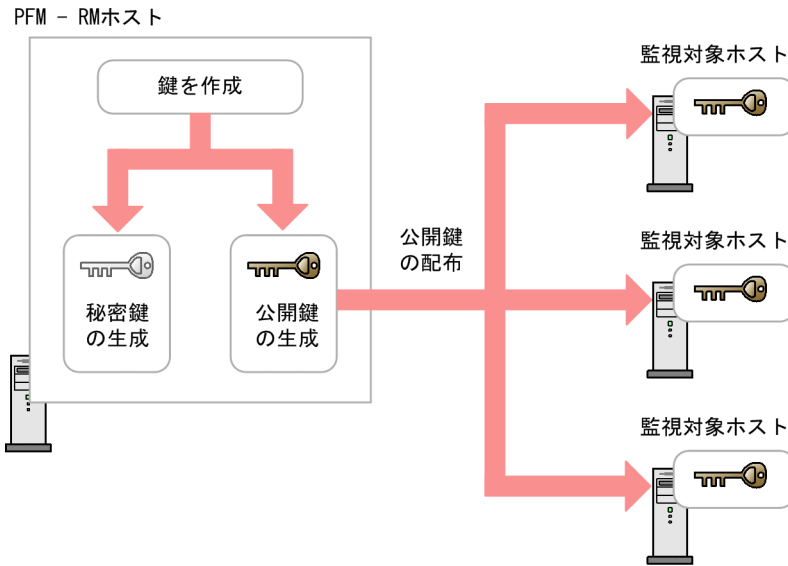 PFM - RMホスト
鍵を作成
秘密鍵
の生成
公開鍵
の生成
公開鍵
の配布
監視対象ホスト
監視対象ホスト
監視対象ホスト